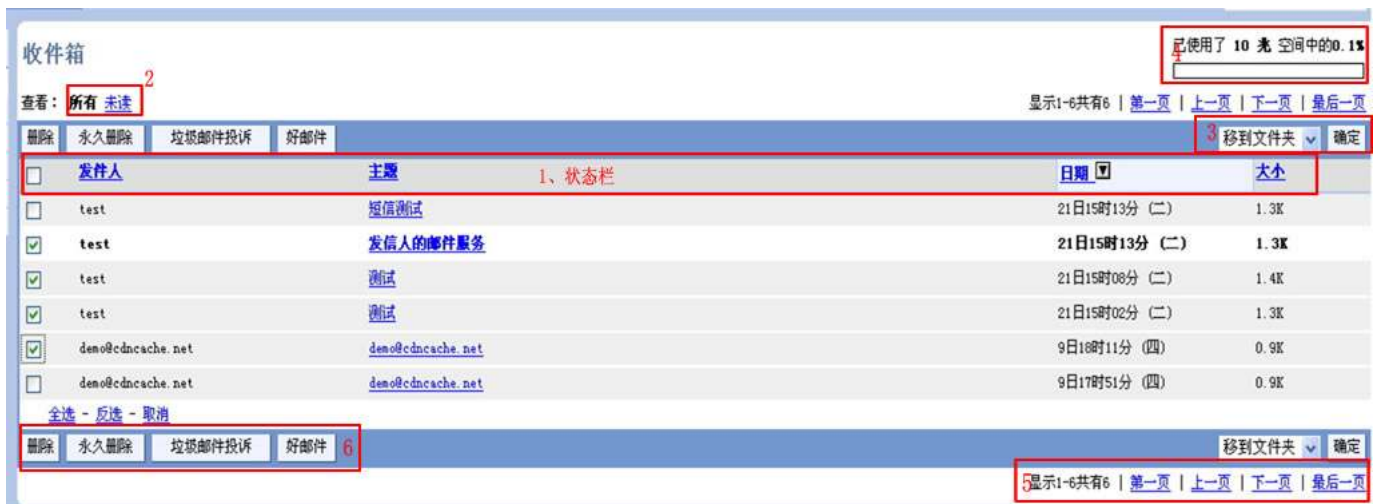 收件箱
已使用了 10 兆 空间中的0.1%
4
2
查看： 所有 未读
显示1-6共有6 | 第一页 | 上一页 | 下一页 | 最后一页
删除 永久删除 垃圾邮件投诉 好邮件 3 移到文件夹 确定
发件人 主题 1、状态栏 日期 大小
test 短信测试 21日15时13分 (二) 1.3K
test 发信人的邮件服务 21日15时13分 (二) 1.3K
test 测试 21日15时08分 (二) 1.4K
test 测试 21日15时02分 (二) 1.3K
demo@cdncache.net demo@cdncache.net 9日18时11分 (四) 0.9K
demo@cdncache.net demo@cdncache.net 9日17时51分 (四) 0.9K
全选 - 反选 - 取消
删除 永久删除 垃圾邮件投诉 好邮件 6 移到文件夹 确定
5 显示1-6共有6 | 第一页 | 上一页 | 下一页 | 最后一页